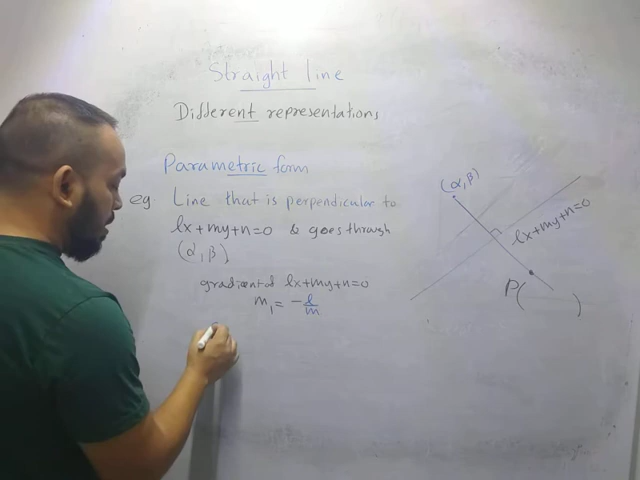 Straight line
Different representations
Parametric form
eg Line that is perpendicular to
lx+my+n=0 & goes through
(α,β)
gradient of lx+my+n=0
m₁ = -l/m
(α,β)
lx+my+n=0
P( )